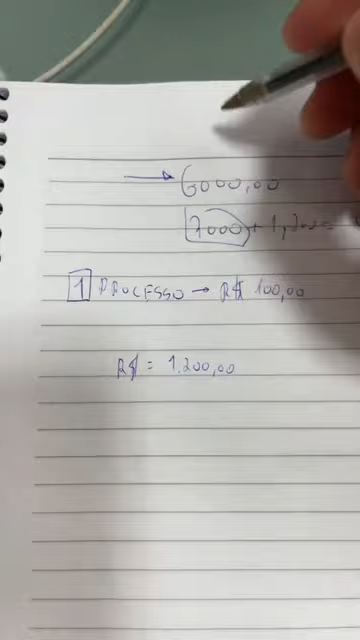 → 6000,00
7000 + 1,200 =
1 PROCESSO → R$ 100,00
R$ = 1.200,00